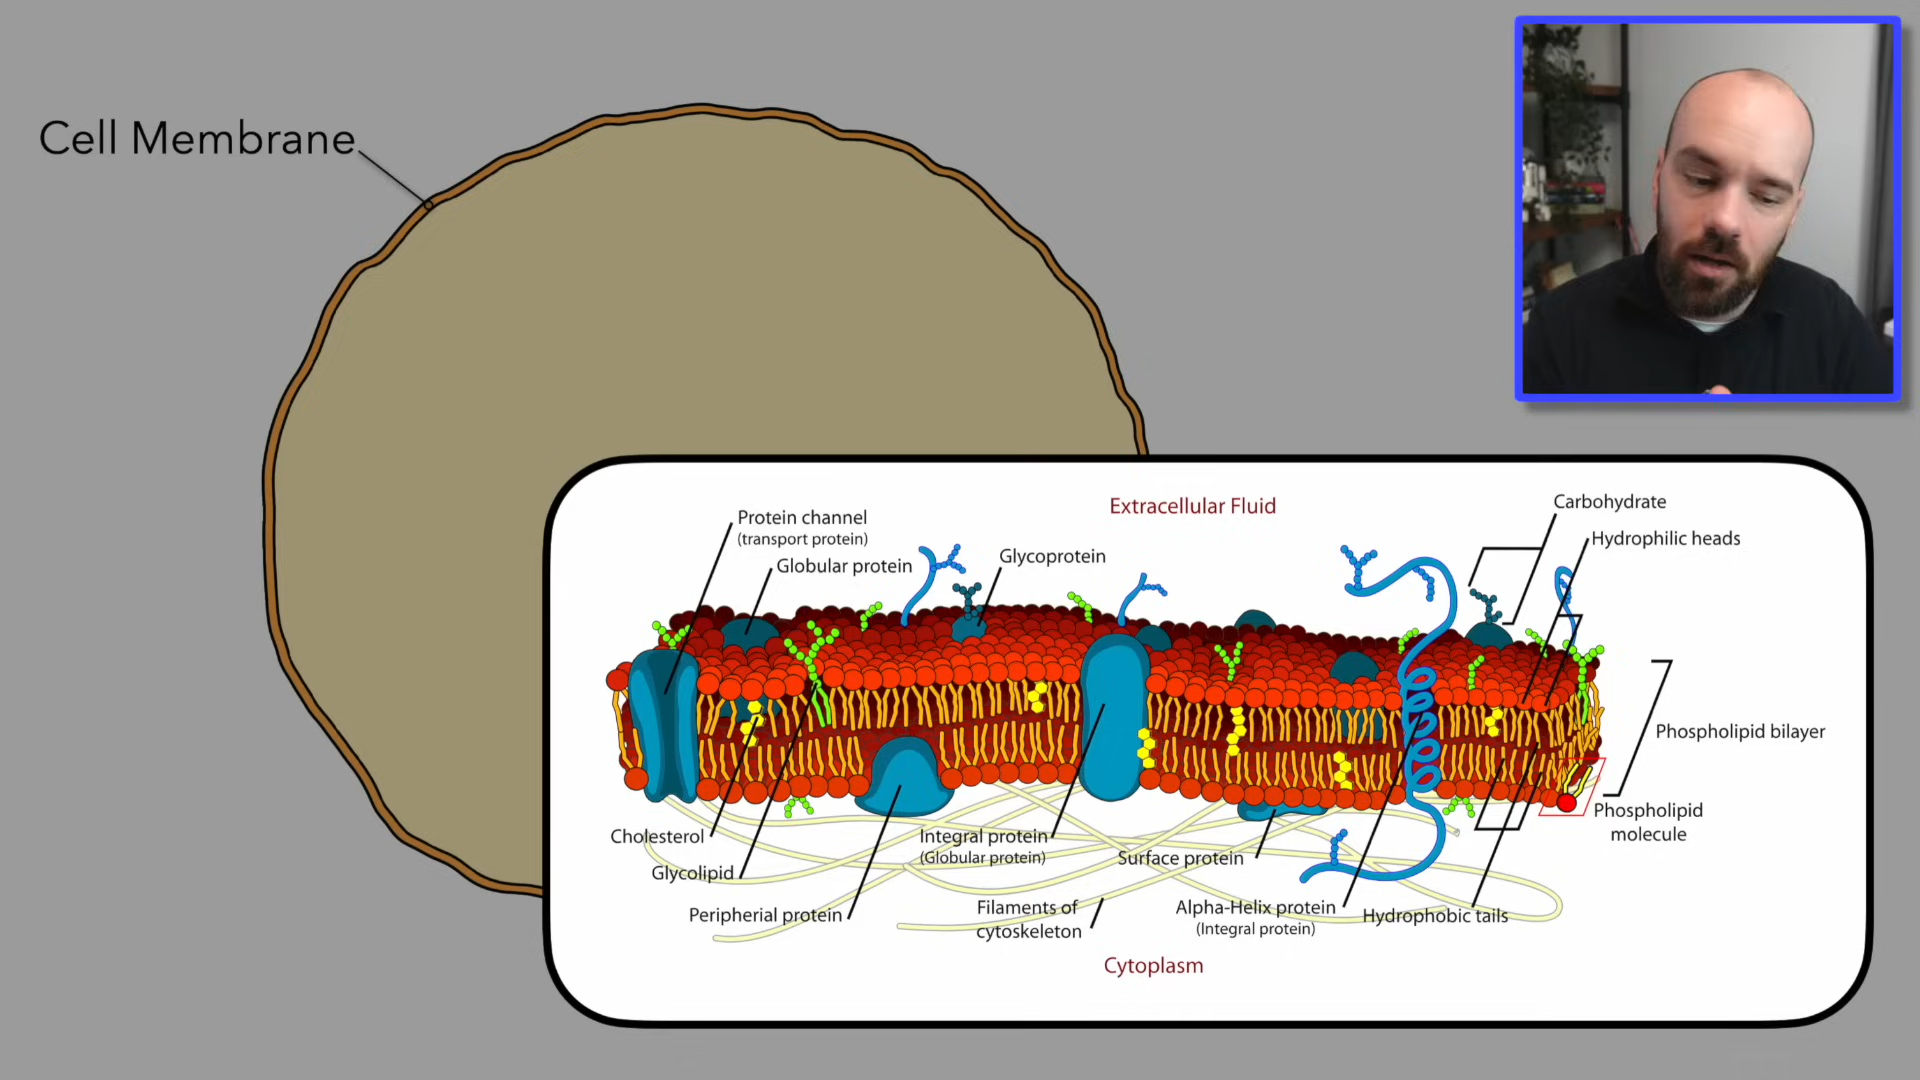 Cell Membrane
Extracellular Fluid
Carbohydrate
Protein channel
(transport protein)
Hydrophilic heads
Globular protein
Glycoprotein
Phospholipid bilayer
Phospholipid
molecule
Cholesterol
Integral protein
(Globular protein)
Surface protein
Glycolipid
Peripherial protein
Filaments of
cytoskeleton
Alpha-Helix protein
(Integral protein)
Hydrophobic tails
Cytoplasm